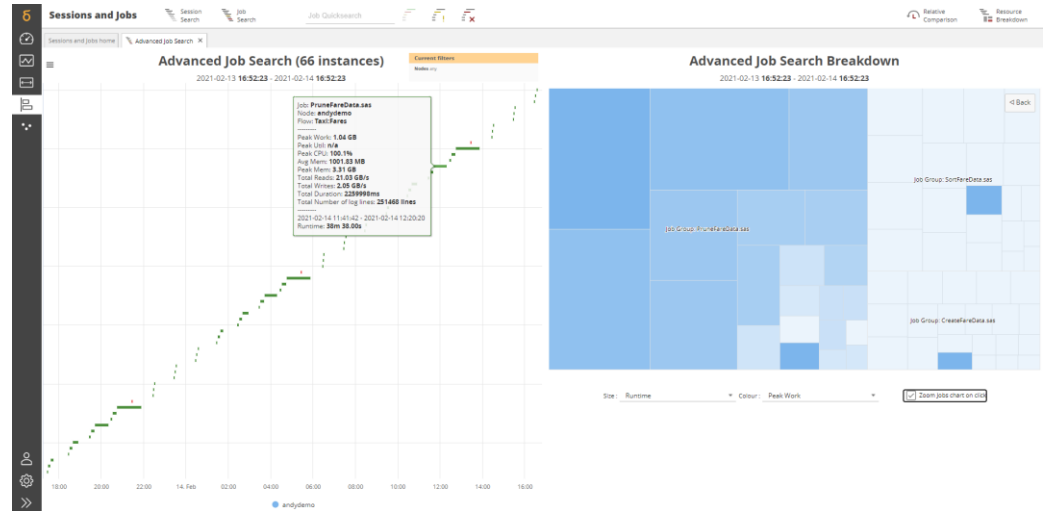 Sessions and Jobs
Session Search
Job Search
Job Quicksearch
Relative Comparison
Resource Breakdown
Sessions and Jobs home
Advanced Job Search ×
Advanced Job Search (66 instances)
2021-02-13 16:52:23 - 2021-02-14 16:52:23
Current filters
Nodes: any
Job: PruneFareData.sas
Node: andydemo
Flow: Taxi:Fares
----------
Peak Work: 1.04 GB
Peak Util: n/a
Peak CPU: 100.1%
Avg Mem: 1001.83 MB
Peak Mem: 3.31 GB
Total Reads: 21.03 GB/s
Total Writes: 2.05 GB/s
Total Duration: 2259998ms
Total Number of log lines: 251468 lines
----------
2021-02-14 11:41:42 - 2021-02-14 12:20:20
Runtime: 38m 38.00s
18:00 20:00 22:00 14. Feb 02:00 04:00 06:00 08:00 10:00 12:00 14:00 16:00
andydemo
Advanced Job Search Breakdown
2021-02-13 16:52:23 - 2021-02-14 16:52:23
Back
Job Group: SortFareData.sas
Job Group: PruneFareData.sas
Job Group: CreateFareData.sas
Size : Runtime
Colour : Peak Work
Zoom jobs chart on click